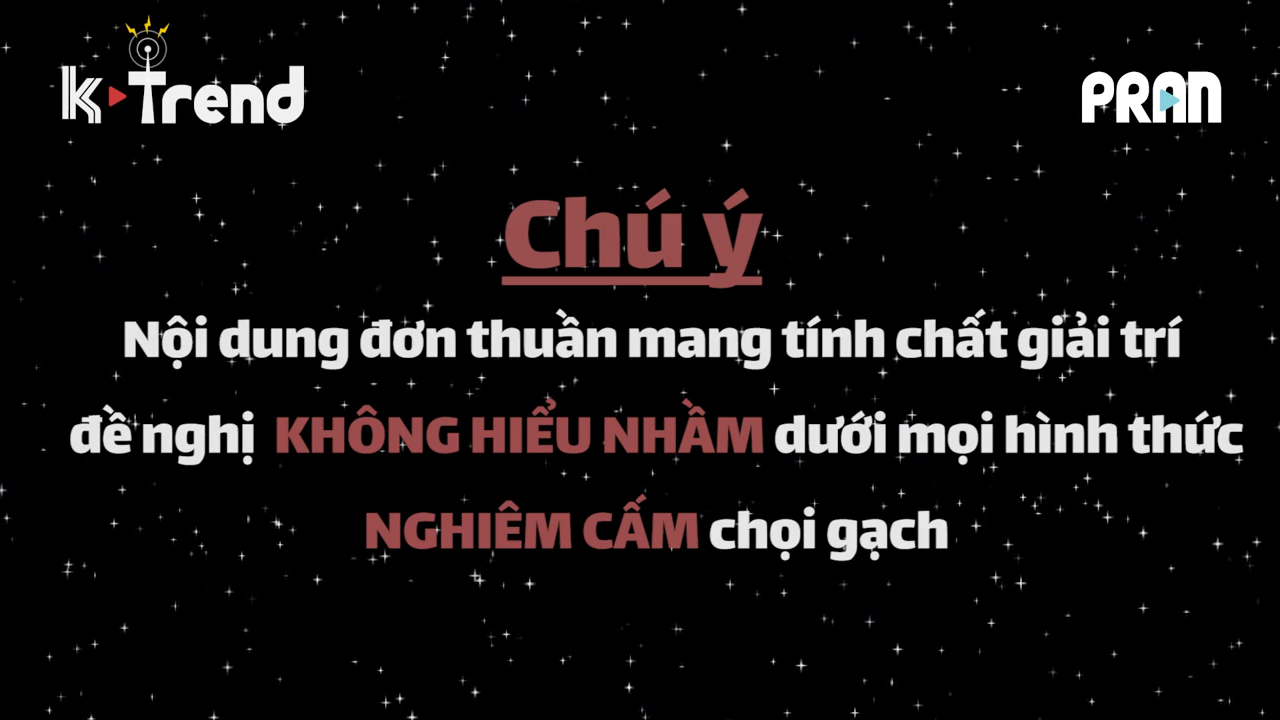 K Trend
PRAN
Chú ý
Nội dung đơn thuần mang tính chất giải trí
đề nghị KHÔNG HIỂU NHẦM dưới mọi hình thức
NGHIÊM CẤM chọi gạch